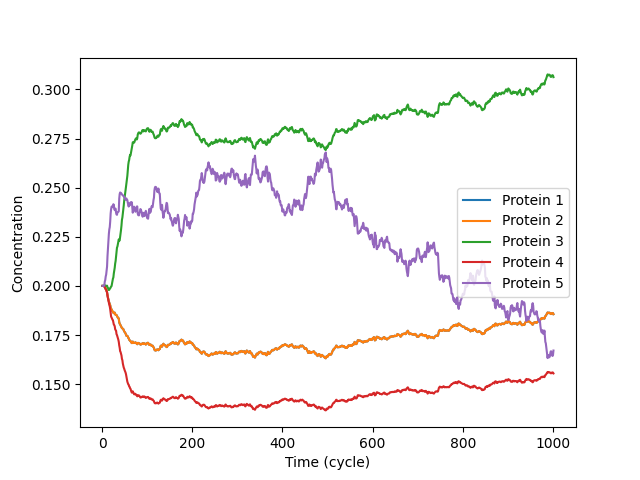 0.300
0.275
0.250
0.225
0.200
0.175
0.150
Concentration
Protein 1
Protein 2
Protein 3
Protein 4
Protein 5
0 200 400 600 800 1000
Time (cycle)